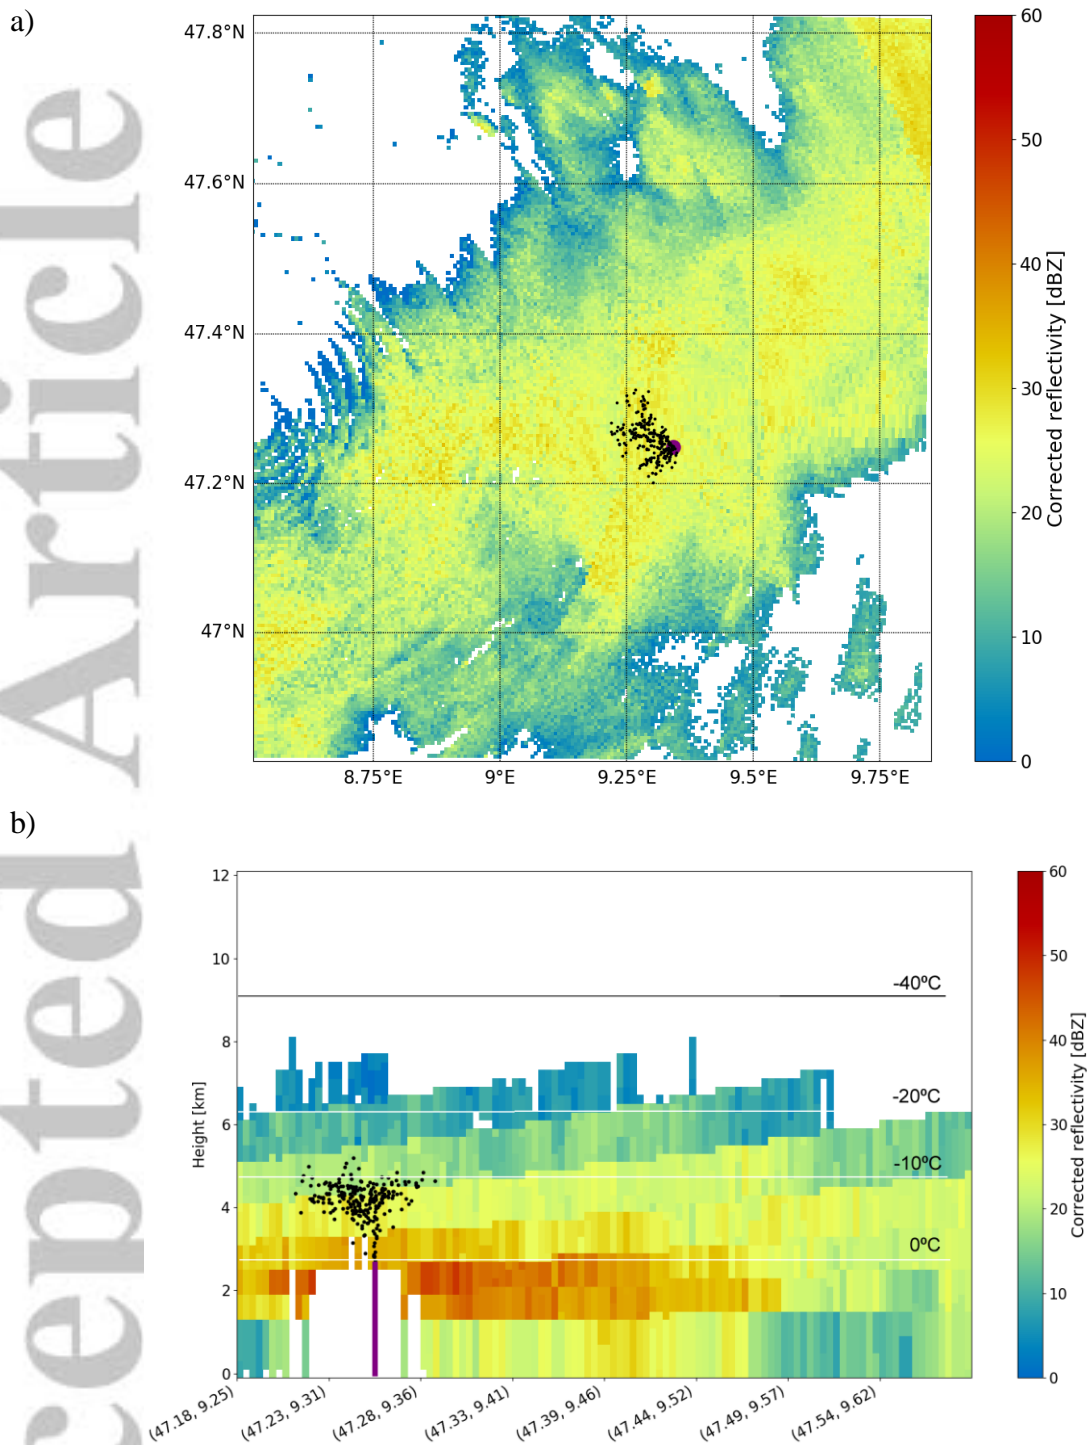 a)
47.8°N
47.6°N
47.4°N
47.2°N
47°N
8.75°E 9°E 9.25°E 9.5°E 9.75°E
60
50
40
30
20
10
0
Corrected reflectivity [dBZ]
b)
12
10
8
6
4
2
0
Height [km]
-40ºC
-20ºC
-10ºC
0ºC
(47.18, 9.25) (47.23, 9.31) (47.28, 9.36) (47.33, 9.41) (47.39, 9.46) (47.44, 9.52) (47.49, 9.57) (47.54, 9.62)
60
50
40
30
20
10
0
Corrected reflectivity [dBZ]
cepted Article